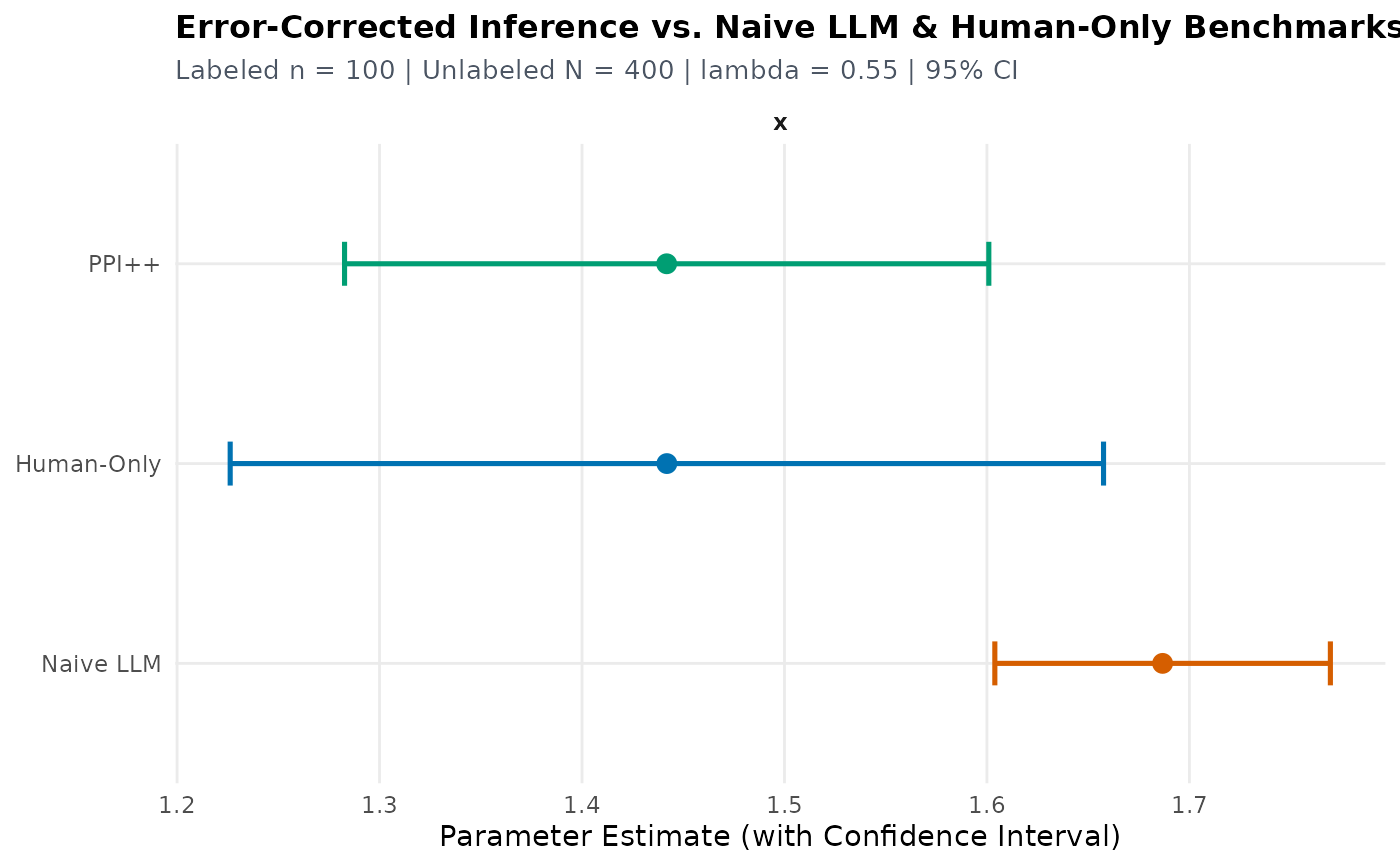 Error-Corrected Inference vs. Naive LLM & Human-Only Benchmarks
Labeled n = 100 | Unlabeled N = 400 | lambda = 0.55 | 95% CI
x
PPI++
Human-Only
Naive LLM
1.2 1.3 1.4 1.5 1.6 1.7
Parameter Estimate (with Confidence Interval)